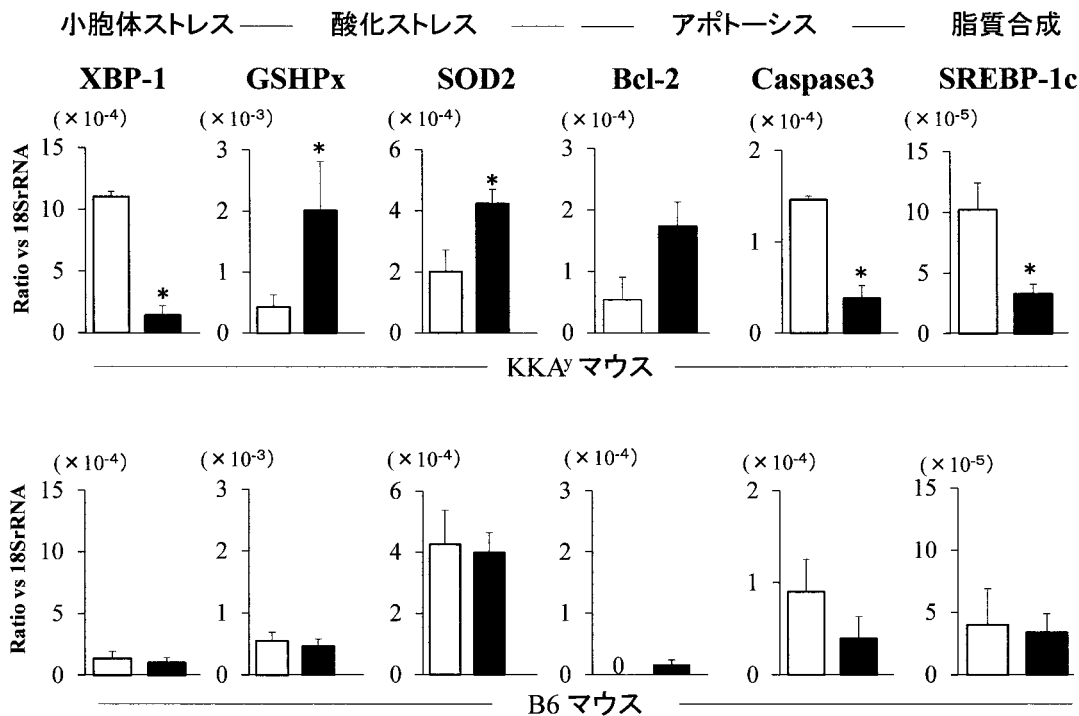 小胞体ストレス 酸化ストレス アポトーシス 脂質合成
XBP-1 GSHPx SOD2 Bcl-2 Caspase3 SREBP-1c
(×10⁻⁴) (×10⁻³) (×10⁻⁴) (×10⁻⁴) (×10⁻⁴) (×10⁻⁵)
Ratio vs 18SrRNA
15 10 5 0
3 2 1 0
6 4 2 0
3 2 1 0
2 1 0
15 10 5 0
* * * * *
KKAʸ マウス
(×10⁻⁴) (×10⁻³) (×10⁻⁴) (×10⁻⁴) (×10⁻⁴) (×10⁻⁵)
Ratio vs 18SrRNA
15 10 5 0
3 2 1 0
6 4 2 0
3 2 1 0 0
2 1 0
15 10 5 0
B6 マウス